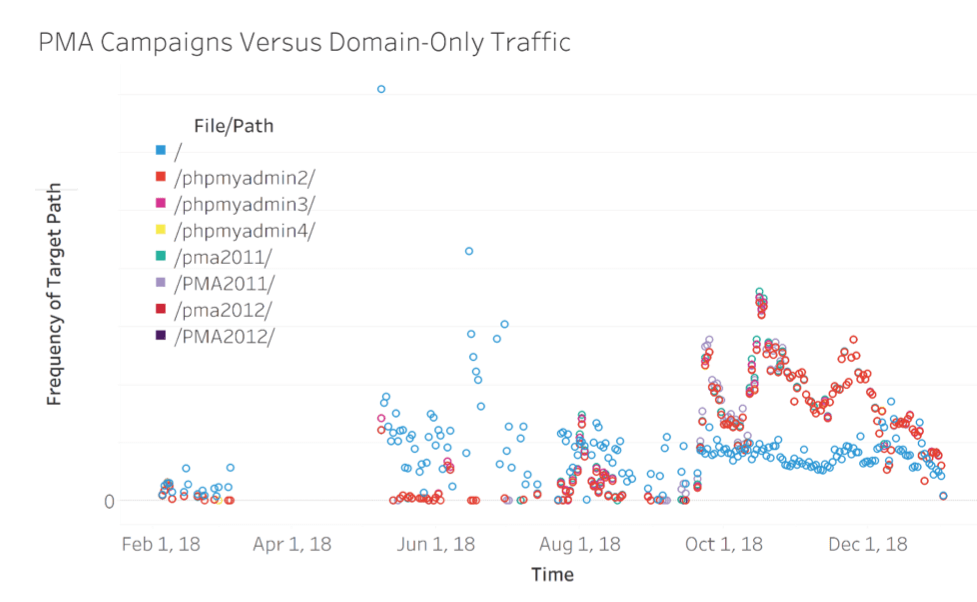 PMA Campaigns Versus Domain-Only Traffic
File/Path
/
/phpmyadmin2/
/phpmyadmin3/
/phpmyadmin4/
/pma2011/
/PMA2011/
/pma2012/
/PMA2012/
Frequency of Target Path
0
Feb 1, 18
Apr 1, 18
Jun 1, 18
Aug 1, 18
Oct 1, 18
Dec 1, 18
Time